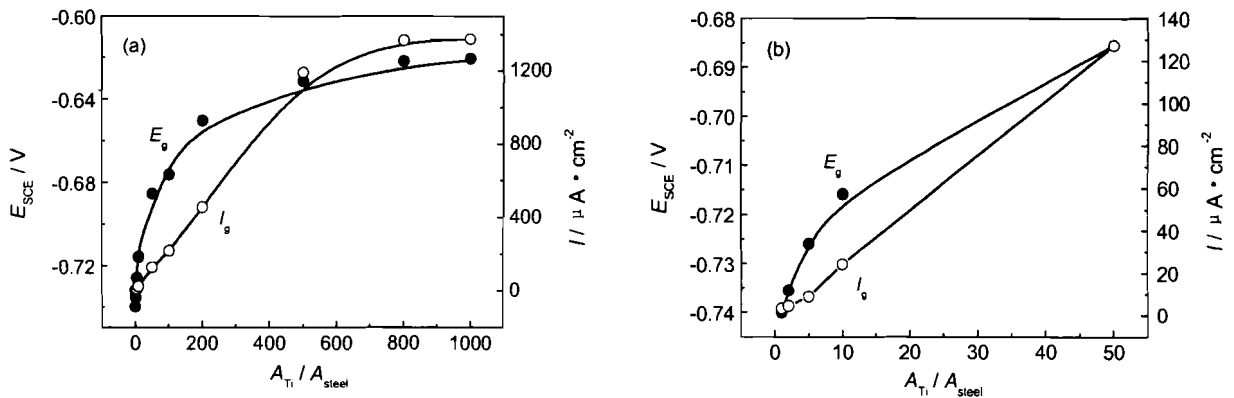 (a)
E_SCE / V
-0.60
-0.64
-0.68
-0.72
E_g
I_g
1200
800
400
0
I / μ A • cm⁻²
0 200 400 600 800 1000
A_Ti / A_steel
(b)
E_SCE / V
-0.68
-0.69
-0.70
-0.71
-0.72
-0.73
-0.74
E_g
I_g
140
120
100
80
60
40
20
0
I / μ A • cm⁻²
0 10 20 30 40 50
A_Ti / A_steel